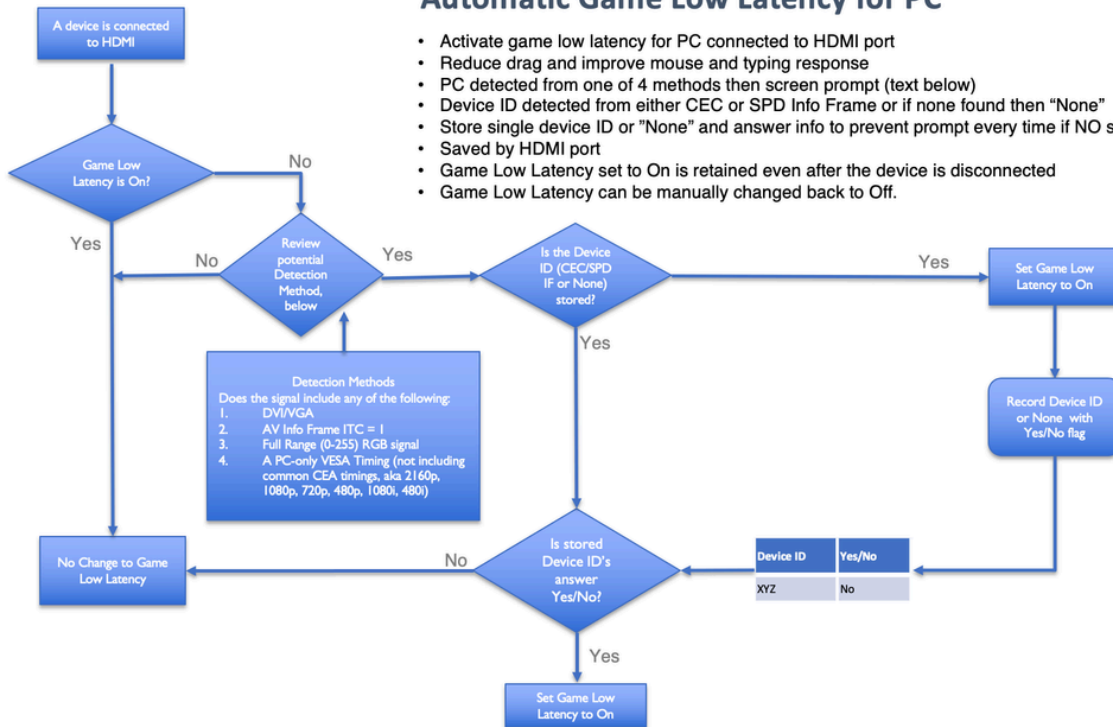 Automatic Game Low Latency for PC
A device is connected
to HDMI
• Activate game low latency for PC connected to HDMI port
• Reduce drag and improve mouse and typing response
• PC detected from one of 4 methods then screen prompt (text below)
• Device ID detected from either CEC or SPD Info Frame or if none found then “None”
• Store single device ID or ”None” and answer info to prevent prompt every time if NO s
• Saved by HDMI port
• Game Low Latency set to On is retained even after the device is disconnected
• Game Low Latency can be manually changed back to Off.
Game Low
Latency is On?
No
Yes
Review
potential
Detection
Method,
below
No
Yes
Is the Device
ID (CEC/SPD
IF or None)
stored?
Yes
Set Game Low
Latency to On
Yes
Detection Methods
Does the signal include any of the following:
1. DVI/VGA
2. AV Info Frame ITC = 1
3. Full Range (0-255) RGB signal
4. A PC-only VESA Timing (not including
common CEA timings, aka 2160p,
1080p, 720p, 480p, 1080i, 480i)
Record Device ID
or None with
Yes/No flag
No Change to Game
Low Latency
No
Is stored
Device ID's
answer
Yes/No?
Device ID Yes/No
XYZ No
Yes
Set Game Low
Latency to On